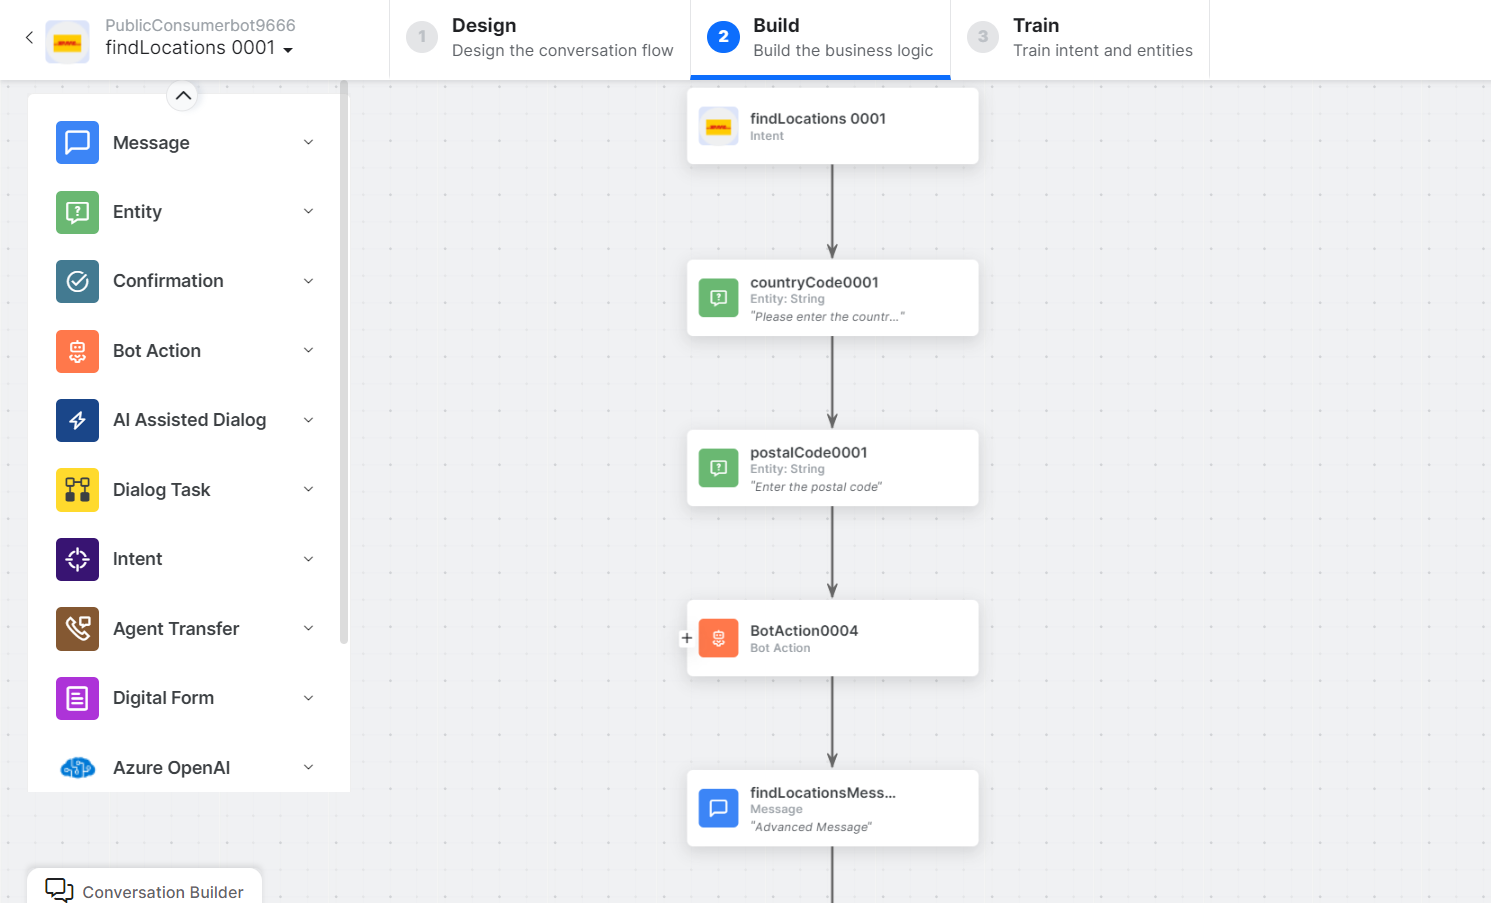 PublicConsumerbot9666
findLocations 0001
1
Design
Design the conversation flow
2
Build
Build the business logic
3
Train
Train intent and entities
Message
Entity
Confirmation
Bot Action
AI Assisted Dialog
Dialog Task
Intent
Agent Transfer
Digital Form
Azure OpenAI
Conversation Builder
findLocations 0001
Intent
countryCode0001
Entity: String
"Please enter the countr..."
postalCode0001
Entity: String
"Enter the postal code"
BotAction0004
Bot Action
findLocationsMess...
Message
"Advanced Message"